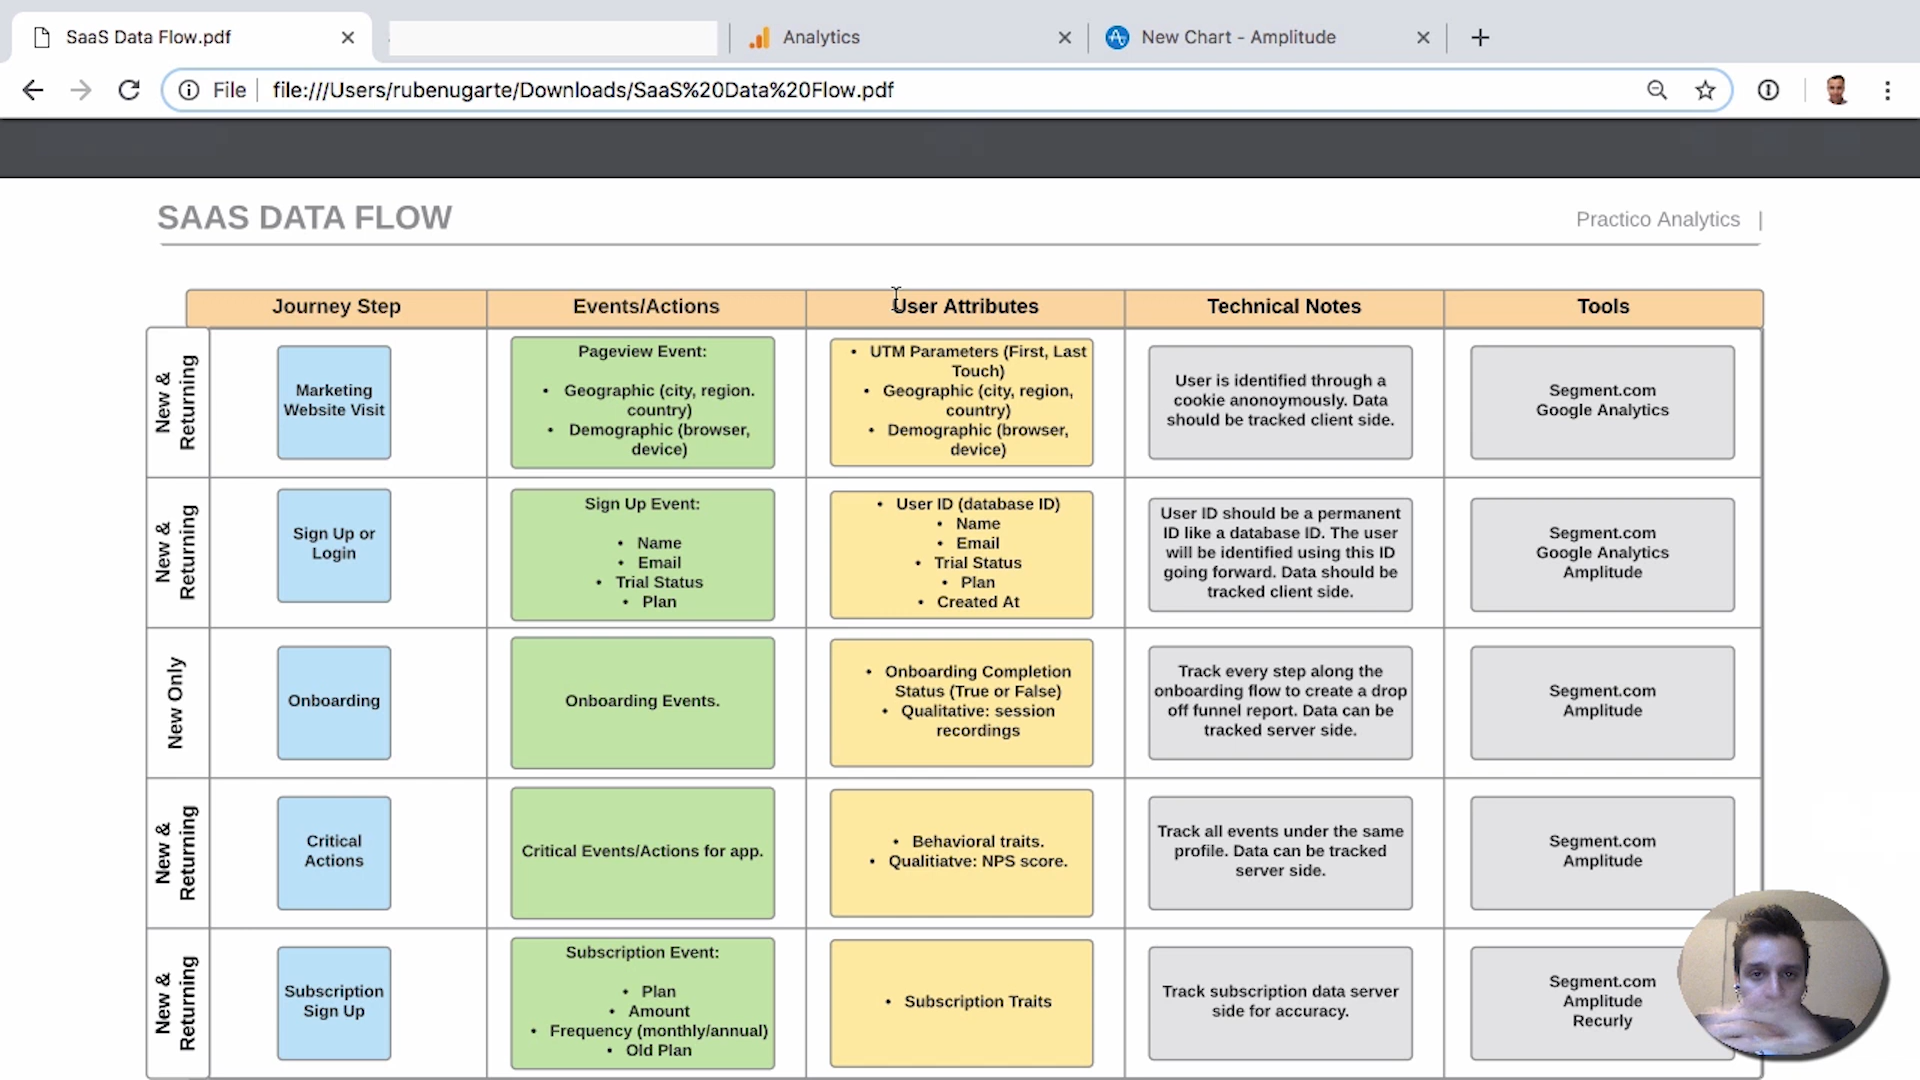 SaaS Data Flow.pdf
Analytics
New Chart - Amplitude
File
file:///Users/rubenugarte/Downloads/SaaS%20Data%20Flow.pdf
SAAS DATA FLOW
Practico Analytics |
Journey Step
Events/Actions
User Attributes
Technical Notes
Tools
New &
Returning
Marketing
Website Visit
Pageview Event:
• Geographic (city, region.
country)
• Demographic (browser,
device)
• UTM Parameters (First, Last
Touch)
• Geographic (city, region,
country)
• Demographic (browser,
device)
User is identified through a
cookie anonoymously. Data
should be tracked client side.
Segment.com
Google Analytics
New &
Returning
Sign Up or
Login
Sign Up Event:
• Name
• Email
• Trial Status
• Plan
• User ID (database ID)
• Name
• Email
• Trial Status
• Plan
• Created At
User ID should be a permanent
ID like a database ID. The user
will be identified using this ID
going forward. Data should be
tracked client side.
Segment.com
Google Analytics
Amplitude
New Only
Onboarding
Onboarding Events.
• Onboarding Completion
Status (True or False)
• Qualitative: session
recordings
Track every step along the
onboarding flow to create a drop
off funnel report. Data can be
tracked server side.
Segment.com
Amplitude
New &
Returning
Critical
Actions
Critical Events/Actions for app.
• Behavioral traits.
• Qualitiatve: NPS score.
Track all events under the same
profile. Data can be tracked
server side.
Segment.com
Amplitude
New &
Returning
Subscription
Sign Up
Subscription Event:
• Plan
• Amount
• Frequency (monthly/annual)
• Old Plan
• Subscription Traits
Track subscription data server
side for accuracy.
Segment.com
Amplitude
Recurly